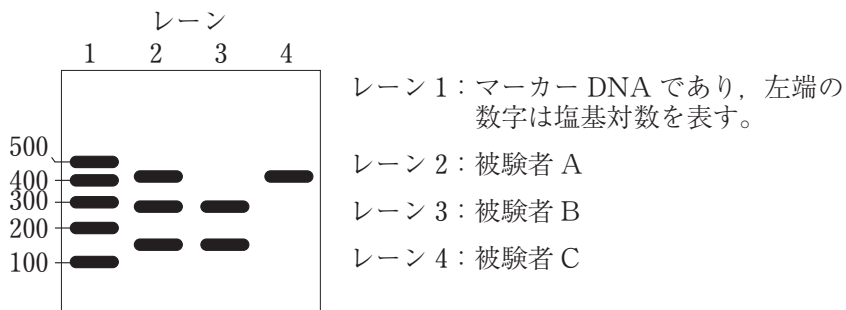 レーン
1 2 3 4
500
400
300
200
100
レーン 1：マーカー DNA であり，左端の
数字は塩基対数を表す。
レーン 2：被験者 A
レーン 3：被験者 B
レーン 4：被験者 C